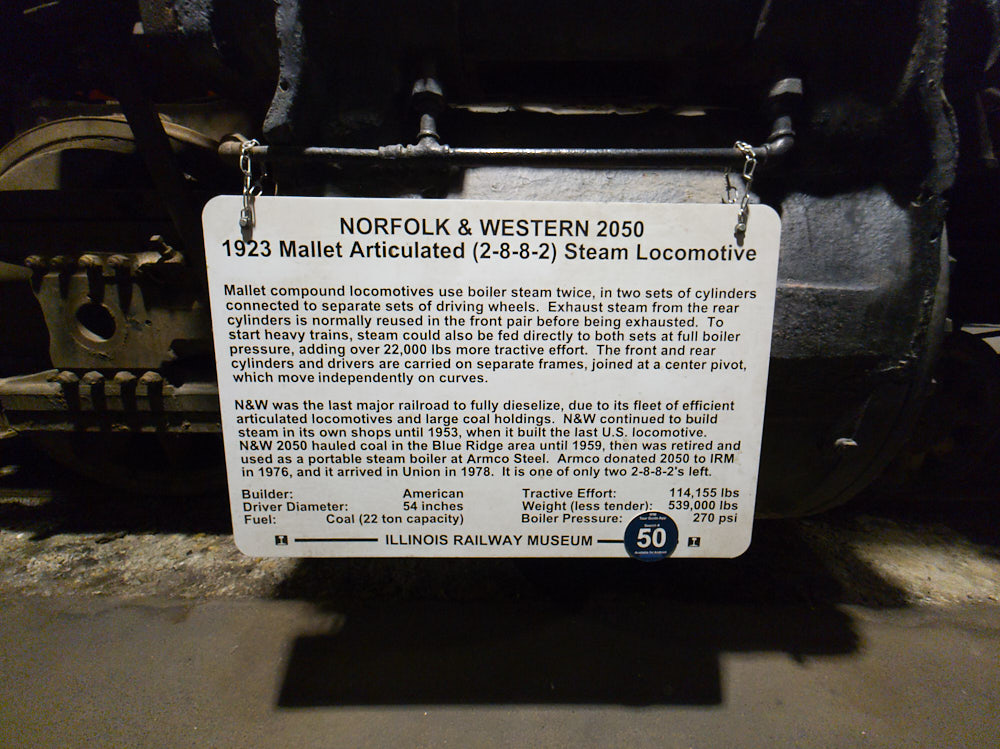 NORFOLK & WESTERN 2050
1923 Mallet Articulated (2-8-8-2) Steam Locomotive
Mallet compound locomotives use boiler steam twice, in two sets of cylinders
connected to separate sets of driving wheels. Exhaust steam from the rear
cylinders is normally reused in the front pair before being exhausted. To
start heavy trains, steam could also be fed directly to both sets at full boiler
pressure, adding over 22,000 lbs more tractive effort. The front and rear
cylinders and drivers are carried on separate frames, joined at a center pivot,
which move independently on curves.
N&W was the last major railroad to fully dieselize, due to its fleet of efficient
articulated locomotives and large coal holdings. N&W continued to build
steam in its own shops until 1953, when it built the last U.S. locomotive.
N&W 2050 hauled coal in the Blue Ridge area until 1959, then was retired and
used as a portable steam boiler at Armco Steel. Armco donated 2050 to IRM
in 1976, and it arrived in Union in 1978. It is one of only two 2-8-8-2's left.
Builder: American Tractive Effort: 114,155 lbs
Driver Diameter: 54 inches Weight (less tender): 539,000 lbs
Fuel: Coal (22 ton capacity) Boiler Pressure: 270 psi
ILLINOIS RAILWAY MUSEUM
50